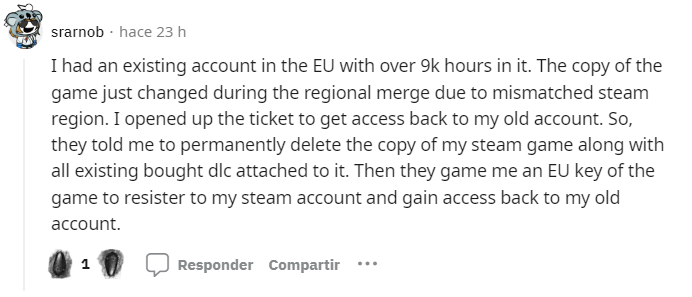 srarnob · hace 23 h
I had an existing account in the EU with over 9k hours in it. The copy of the
game just changed during the regional merge due to mismatched steam
region. I opened up the ticket to get access back to my old account. So,
they told me to permanently delete the copy of my steam game along with
all existing bought dlc attached to it. Then they game me an EU key of the
game to resister to my steam account and gain access back to my old
account.
1 Responder Compartir ···